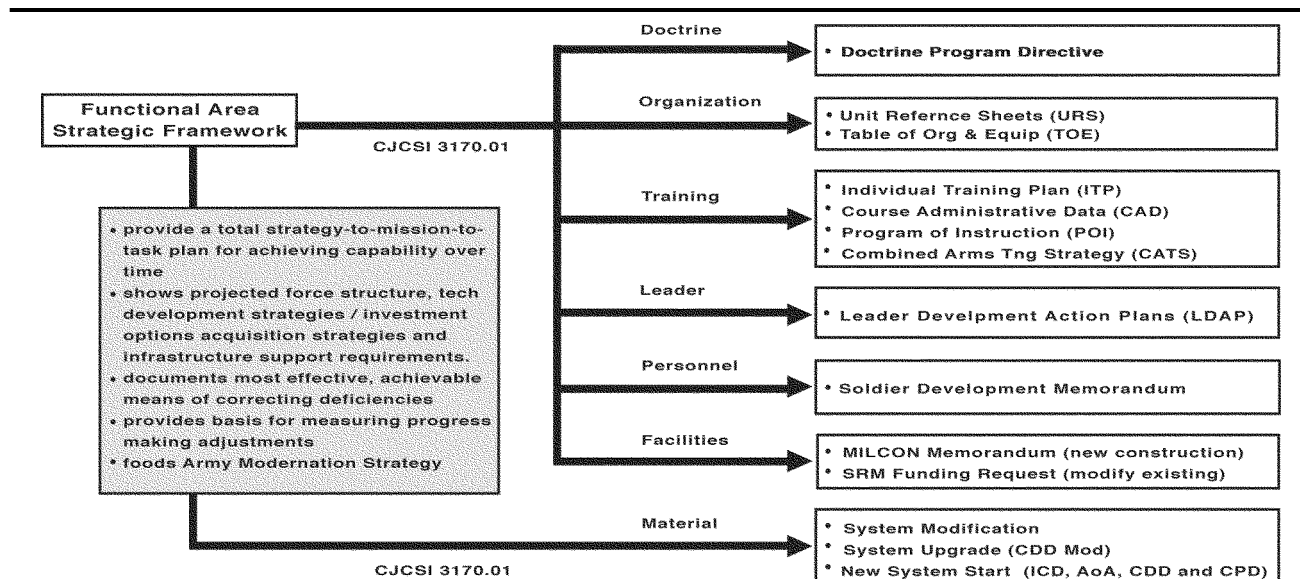 Doctrine
• Doctrine Program Directive
Functional Area
Strategic Framework
CJCSI 3170.01
Organization
• Unit Refernce Sheets (URS)
• Table of Org & Equip (TOE)
Training
• Individual Training Plan (ITP)
• Course Administrative Data (CAD)
• Program of Instruction (POI)
• Combined Arms Tng Strategy (CATS)
• provide a total strategy-to-mission-to-
task plan for achieving capability over
time
• shows projected force structure, tech
development strategies / investment
options acquisition strategies and
infrastructure support requirements.
• documents most effective, achievable
means of correcting deficiencies
• provides basis for measuring progress
making adjustments
• foods Army Modernation Strategy
Leader
• Leader Develpment Action Plans (LDAP)
Personnel
• Soldier Development Memorandum
Facilities
• MILCON Memorandum (new construction)
• SRM Funding Request (modify existing)
Material
CJCSI 3170.01
• System Modification
• System Upgrade (CDD Mod)
• New System Start (ICD, AoA, CDD and CPD)